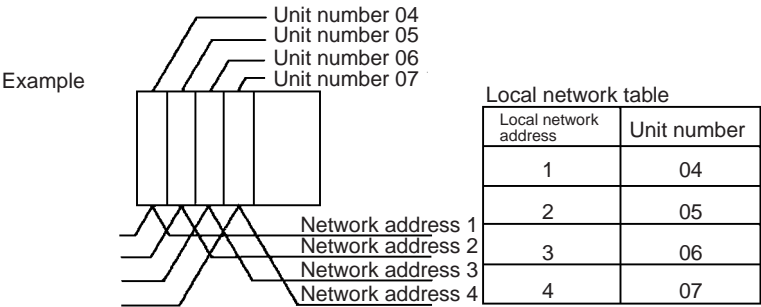 Unit number 04
Unit number 05
Unit number 06
Unit number 07
Example
Local network table
Local network address Unit number
1 04
2 05
3 06
4 07
Network address 1
Network address 2
Network address 3
Network address 4